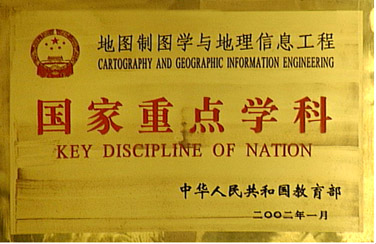 地图制图学与地理信息工程
CARTOGRAPHY AND GEOGRAPHIC INFORMATION ENGINEERING
国家重点学科
KEY DISCIPLINE OF NATION
中华人民共和国教育部
二〇〇二年一月